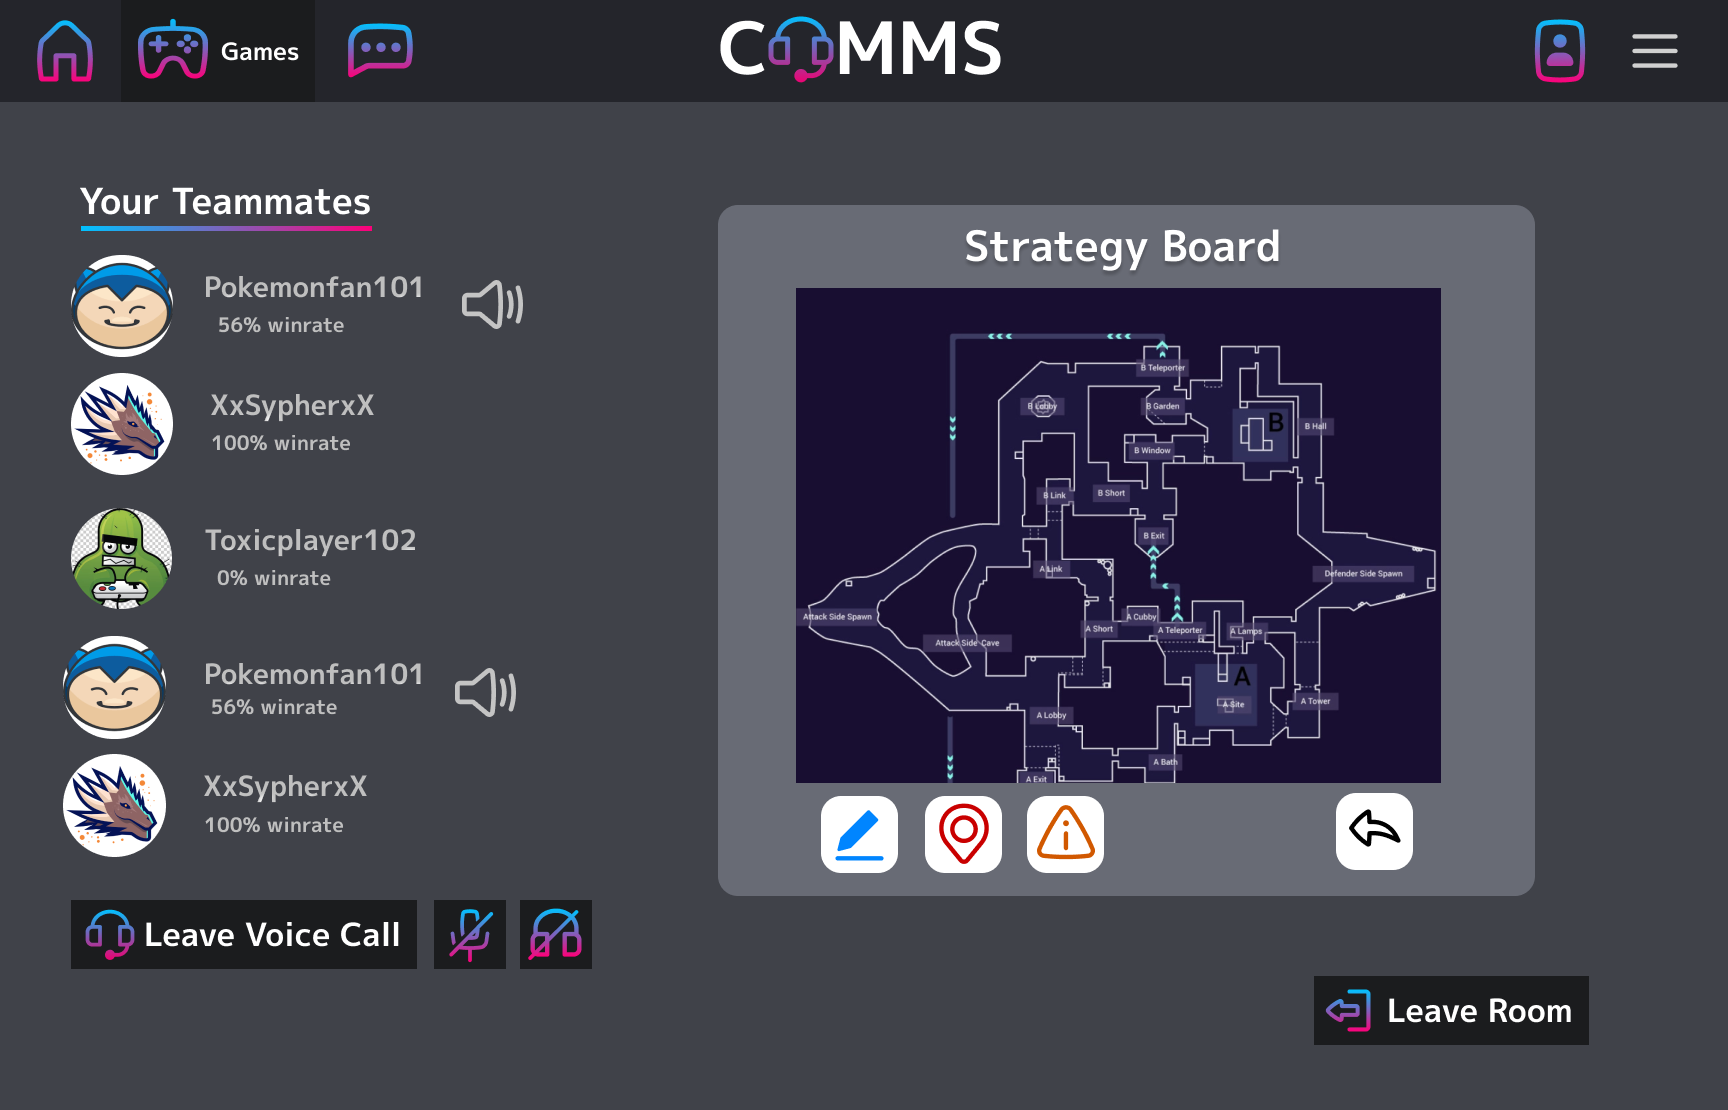 Games
COMMS
Your Teammates
Pokemonfan101
56% winrate
XxSypherxX
100% winrate
Toxicplayer102
0% winrate
Pokemonfan101
56% winrate
XxSypherxX
100% winrate
Leave Voice Call
Strategy Board
B Teleporter
B Lobby
B Garden
B
B Hall
B Window
B Link
B Short
B Exit
A Link
Defender Side Spawn
Attack Side Spawn
A Cubby
A Short
A Teleporter
A Lamps
Attack Side Cave
A
A Site
A Tower
A Lobby
A Bath
A Exit
Leave Room